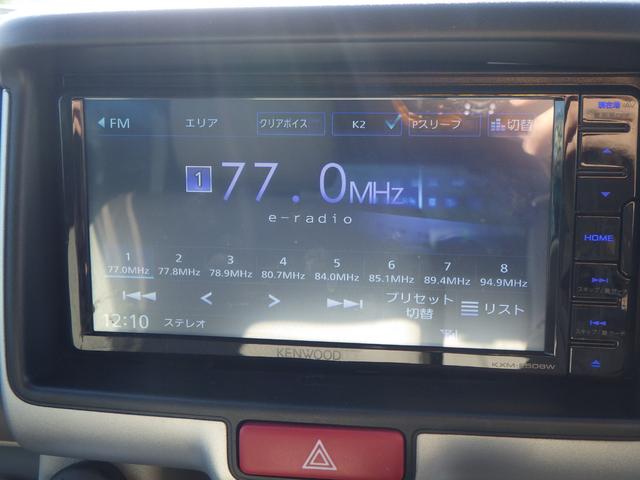 FM エリア クリアボイス K2 Pスリープ 切替
現在地
1 77.0MHz
e-radio
HOME
1 2 3 4 5 6 7 8
77.0MHz 77.8MHz 78.9MHz 80.7MHz 84.0MHz 85.1MHz 89.4MHz 94.9MHz
プリセット
切替
リスト
12:10 ステレオ
KENWOOD